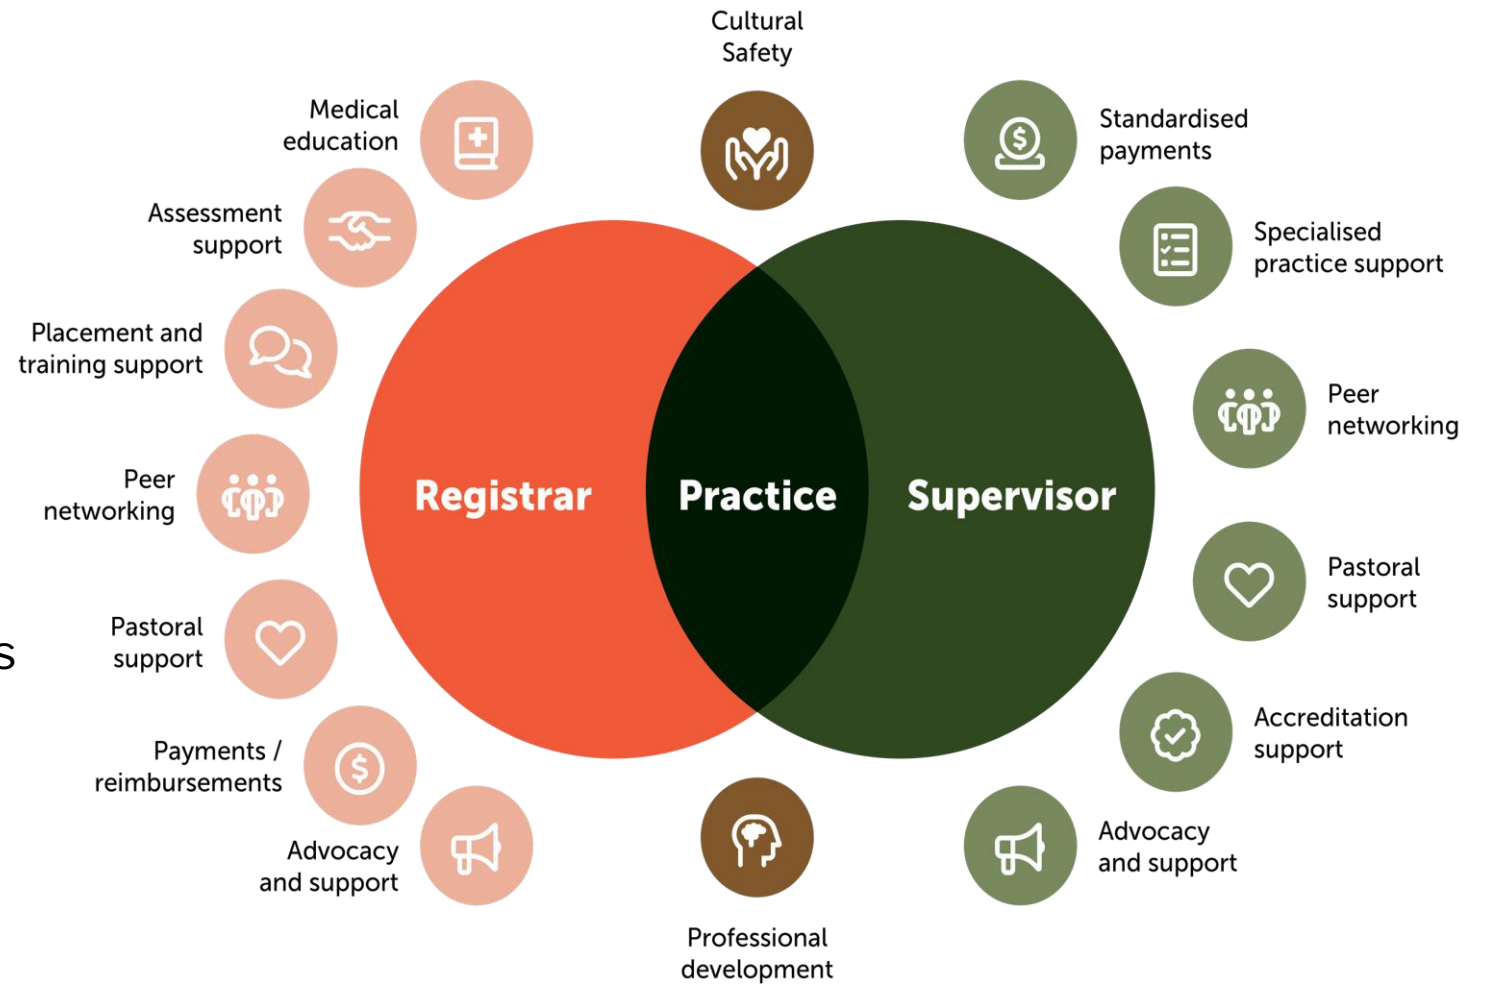 Cultural
Safety
Medical
education
Assessment
support
Placement and
training support
Peer
networking
Pastoral
support
s
Payments /
reimbursements
Advocacy
and support
Registrar
Practice
Supervisor
Standardised
payments
Specialised
practice support
Peer
networking
Pastoral
support
Accreditation
support
Advocacy
and support
Professional
development